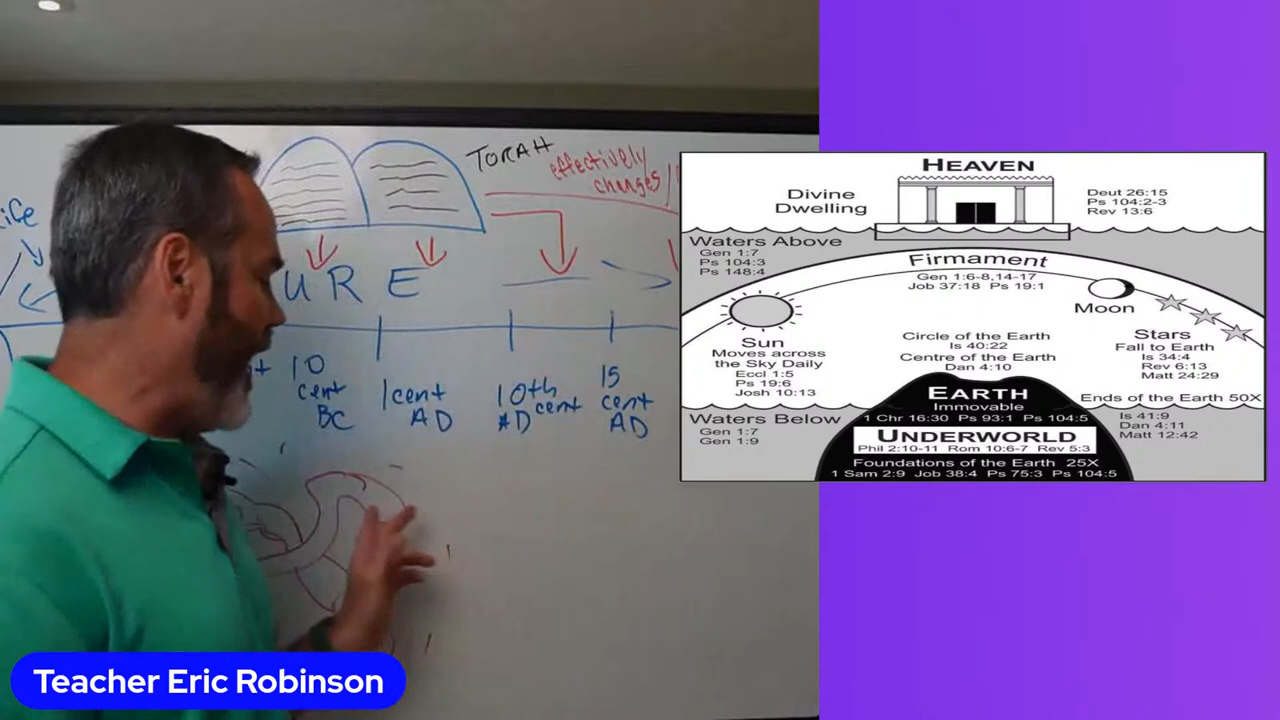 TORAH
effectively
changes/
ife
URE
10
cent
BC
1 cent
AD
10th
cent
AD
15
cent
AD
Teacher Eric Robinson
HEAVEN
Divine
Dwelling
Deut 26:15
Ps 104:2-3
Rev 13:6
Waters Above
Gen 1:7
Ps 104:3
Ps 148:4
Firmament
Gen 1:6-8,14-17
Job 37:18 Ps 19:1
Moon
Sun
Moves across
the Sky Daily
Eccl 1:5
Ps 19:6
Josh 10:13
Circle of the Earth
Is 40:22
Centre of the Earth
Dan 4:10
Stars
Fall to Earth
Is 34:4
Rev 6:13
Matt 24:29
EARTH
Immovable
1 Chr 16:30 Ps 93:1 Ps 104:5
Ends of the Earth 50X
Is 41:9
Dan 4:11
Matt 12:42
Waters Below
Gen 1:7
Gen 1:9
UNDERWORLD
Phil 2:10-11 Rom 10:6-7 Rev 5:3
Foundations of the Earth 25X
1 Sam 2:9 Job 38:4 Ps 75:3 Ps 104:5